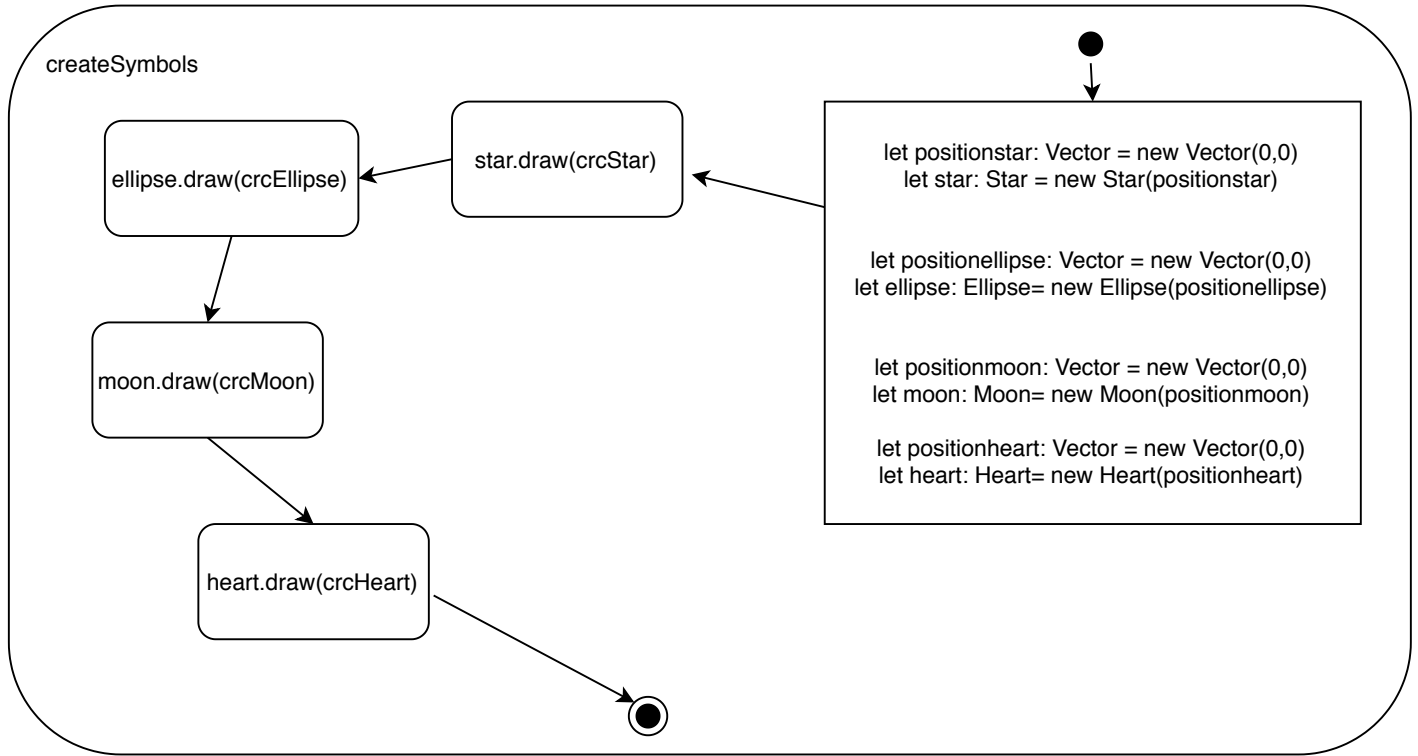 createSymbols
let positionstar: Vector = new Vector(0,0)
let star: Star = new Star(positionstar)
let positionellipse: Vector = new Vector(0,0)
let ellipse: Ellipse= new Ellipse(positionellipse)
let positionmoon: Vector = new Vector(0,0)
let moon: Moon= new Moon(positionmoon)
let positionheart: Vector = new Vector(0,0)
let heart: Heart= new Heart(positionheart)
star.draw(crcStar)
ellipse.draw(crcEllipse)
moon.draw(crcMoon)
heart.draw(crcHeart)